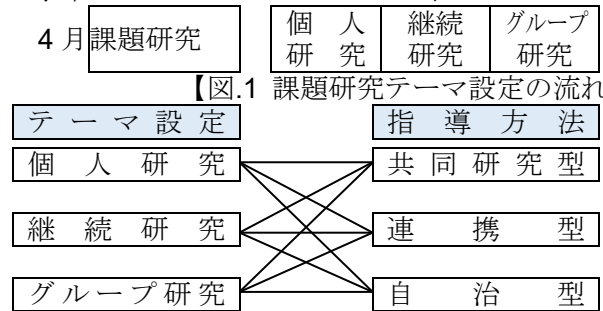 4 月 課題研究 個人研究 継続研究 グループ研究
【図.1 課題研究テーマ設定の流れ
テーマ設定 指導方法
個人研究 共同研究型
継続研究 連携型
グループ研究 自治型